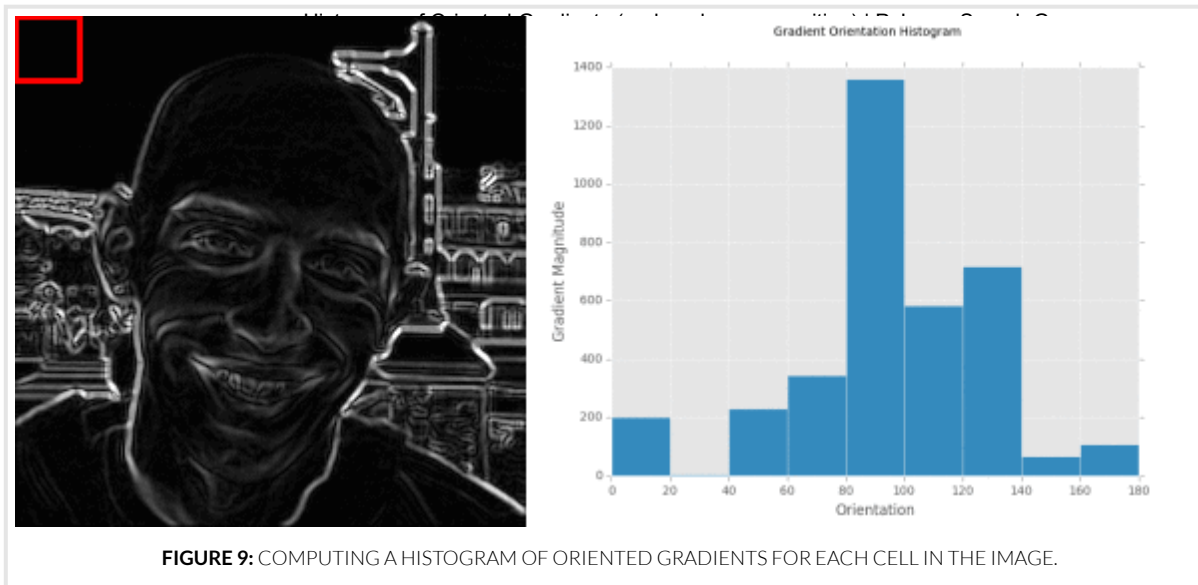 Gradient Orientation Histogram
1400
1200
1000
800
600
400
200
0
Gradient Magnitude
0 20 40 60 80 100 120 140 160 180
Orientation
FIGURE 9: COMPUTING A HISTOGRAM OF ORIENTED GRADIENTS FOR EACH CELL IN THE IMAGE.